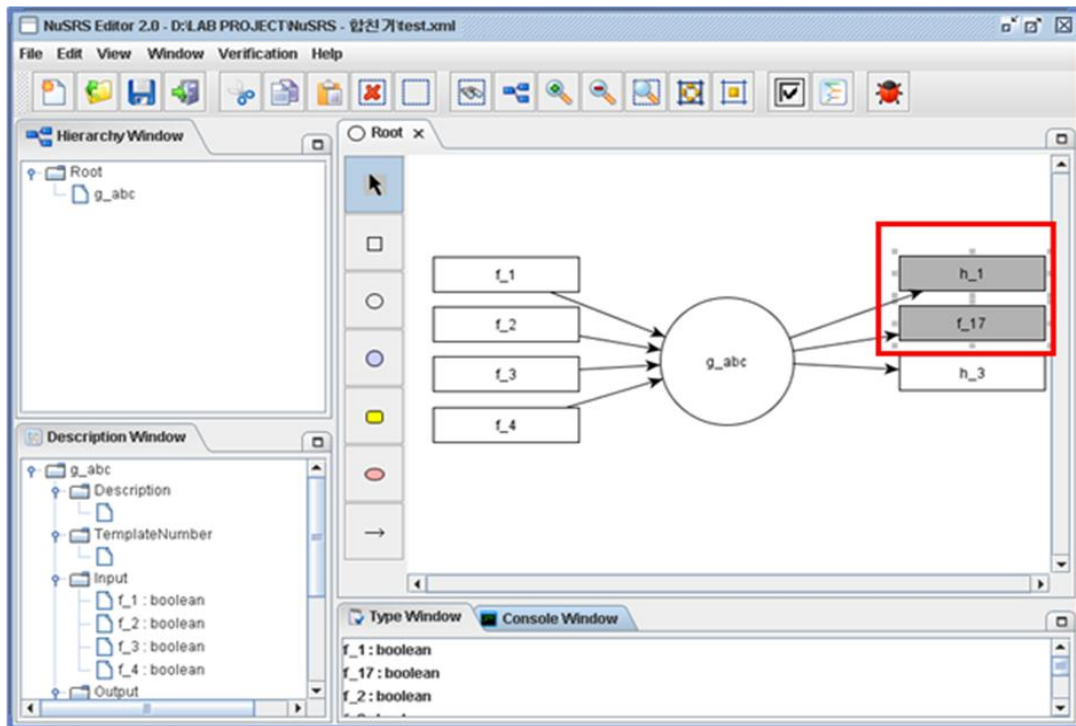 NuSRS Editor 2.0 - D:\LAB PROJECT\NuSRS - 합친거\test.xml
File Edit View Window Verification Help
Hierarchy Window
Root
g_abc
Root
f_1
f_2
f_3
f_4
g_abc
h_1
f_17
h_3
Description Window
g_abc
Description
TemplateNumber
Input
f_1 : boolean
f_2 : boolean
f_3 : boolean
f_4 : boolean
Output
Type Window
Console Window
f_1 : boolean
f_17 : boolean
f_2 : boolean